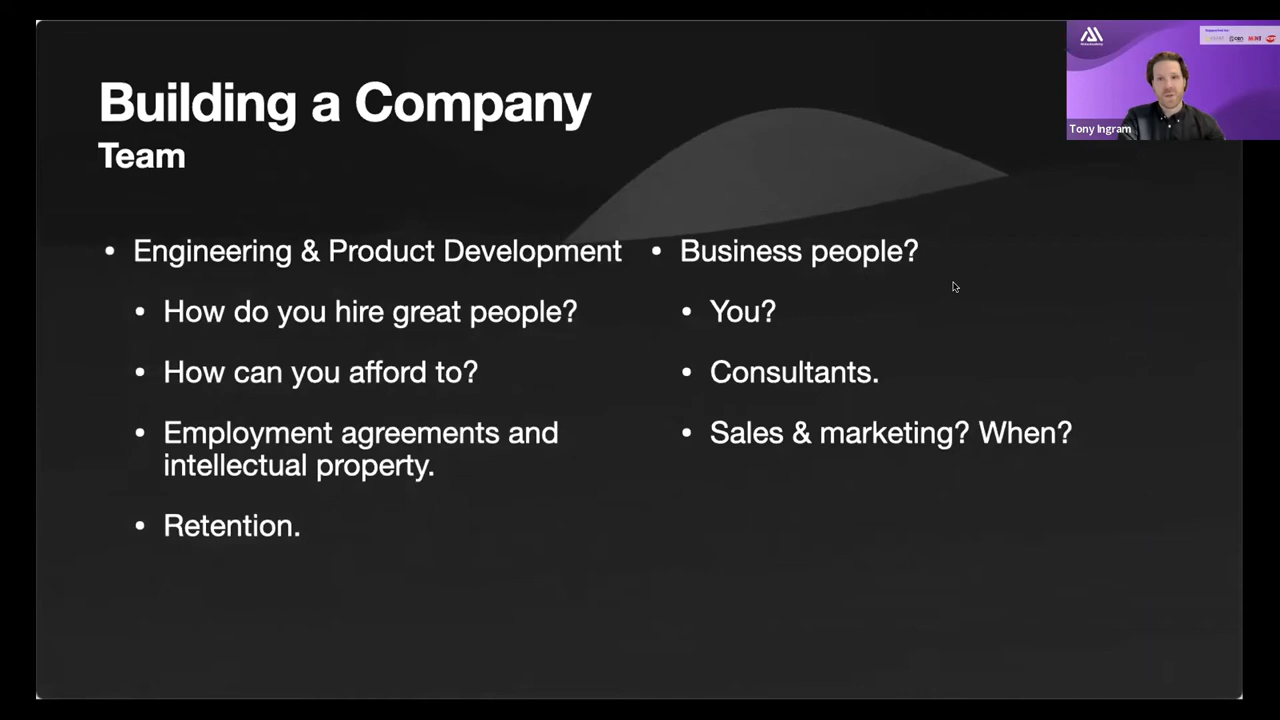 Building a Company
Team
• Engineering & Product Development
• How do you hire great people?
• How can you afford to?
• Employment agreements and
intellectual property.
• Retention.
• Business people?
• You?
• Consultants.
• Sales & marketing? When?
Tony Ingram